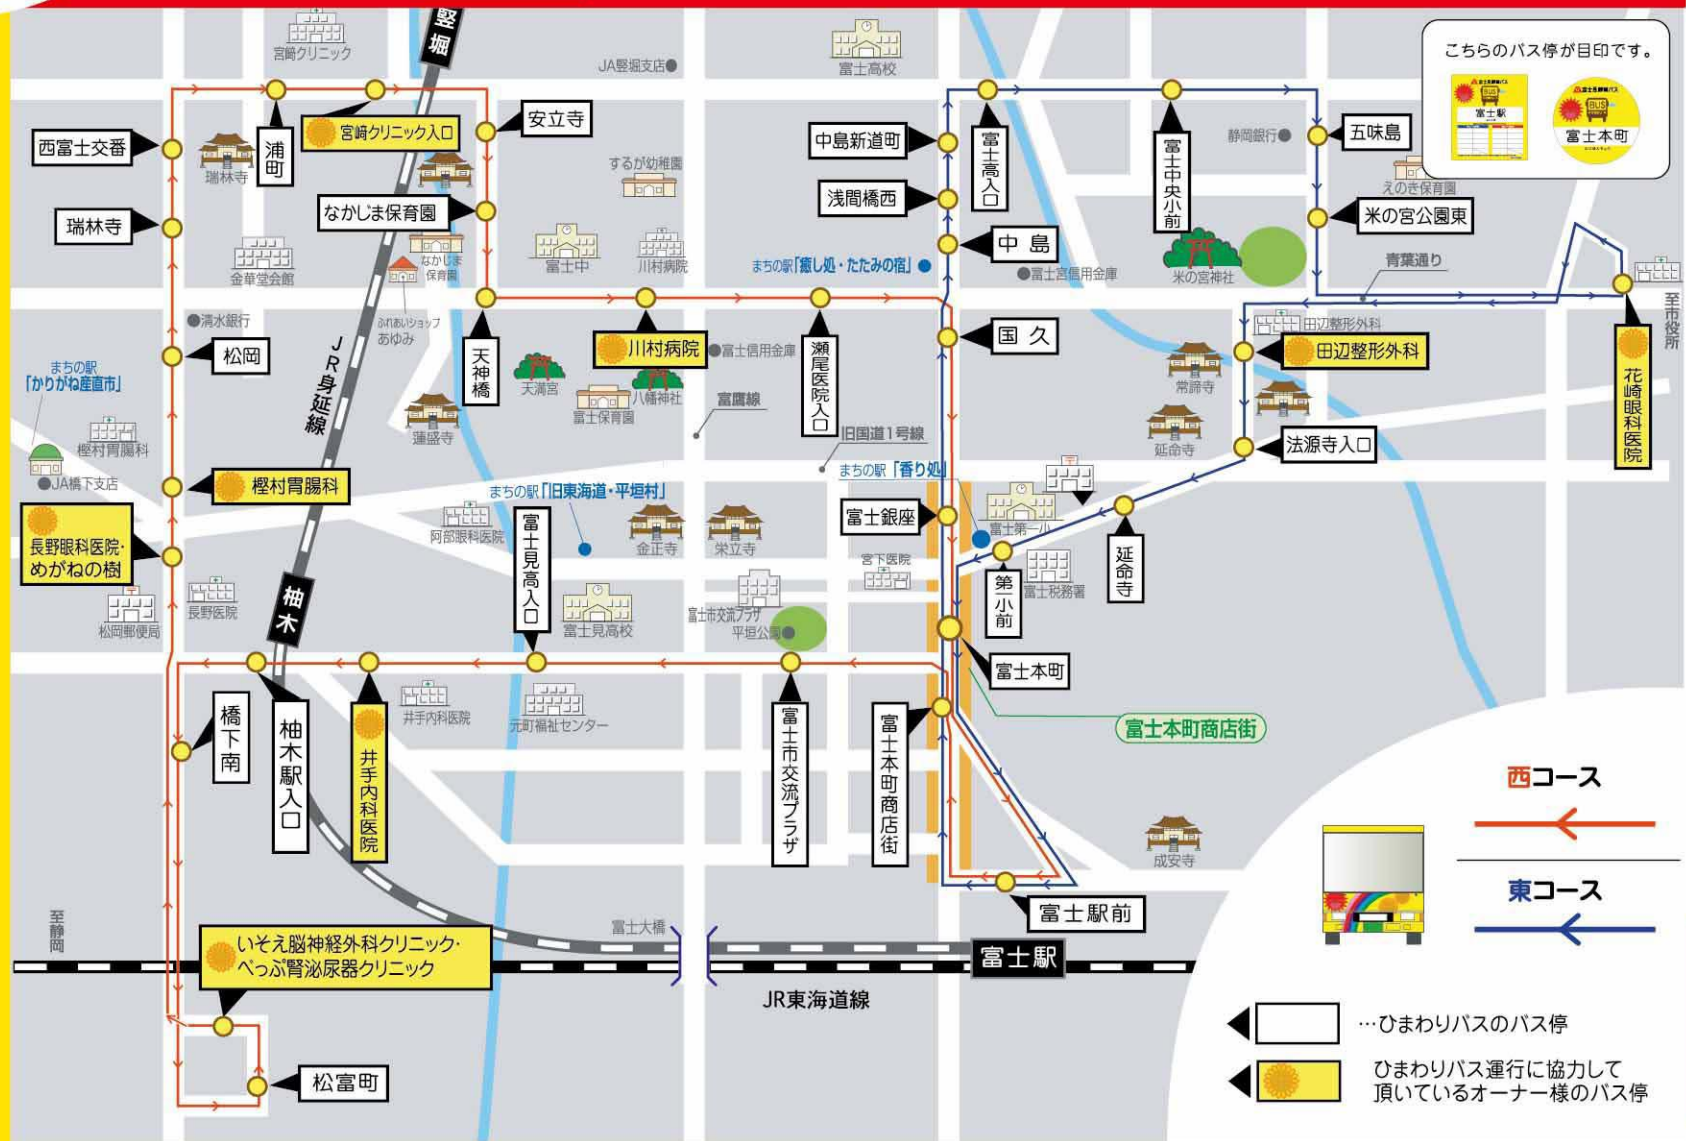 こちらのバス停が目印です。
富士駅
BUS
富士本町
竪堀
宮崎クリニック
JA竪堀支店
富士高校
西富士交番
瑞林寺
浦町
宮崎クリニック入口
安立寺
するが幼稚園
中島新道町
富士高入口
富士中央小前
静岡銀行
五味島
えのき保育園
瑞林寺
なかじま保育園
浅間橋西
米の宮公園東
金華堂会館
なかじま
保育園
富士中
川村病院
まちの駅「癒し処・たたみの宿」
中島
富士宮信用金庫
米の宮神社
青葉通り
至市役所
清水銀行
ふれあいショップ
あゆみ
松岡
JR身延線
天神橋
川村病院
富士信用金庫
瀬尾医院入口
国久
田辺整形外科
田辺整形外科
花崎眼科医院
まちの駅
「かりがね産直市」
天満宮
八幡神社
富士保育園
富鷹線
常諦寺
蓮盛寺
旧国道1号線
延命寺
法源寺入口
樫村胃腸科
JA橋下支店
樫村胃腸科
まちの駅「旧東海道・平垣村」
まちの駅「香り処」
長野眼科医院・
めがねの樹
阿部眼科医院
富士見高入口
金正寺
栄立寺
富士銀座
富士第一小
宮下医院
第一小前
富士税務署
延命寺
松岡郵便局
長野医院
柚木
富士見高校
富士市交流プラザ
平垣公園
富士本町
橋下南
柚木駅入口
井手内科医院
井手内科医院
元町福祉センター
富士市交流プラザ
富士本町商店街
富士本町商店街
成安寺
西コース
東コース
富士駅前
至静岡
いそえ脳神経外科クリニック・
べっぷ腎泌尿器クリニック
富士大橋
富士駅
JR東海道線
松富町
…ひまわりバスのバス停
ひまわりバス運行に協力して
頂いているオーナー様のバス停